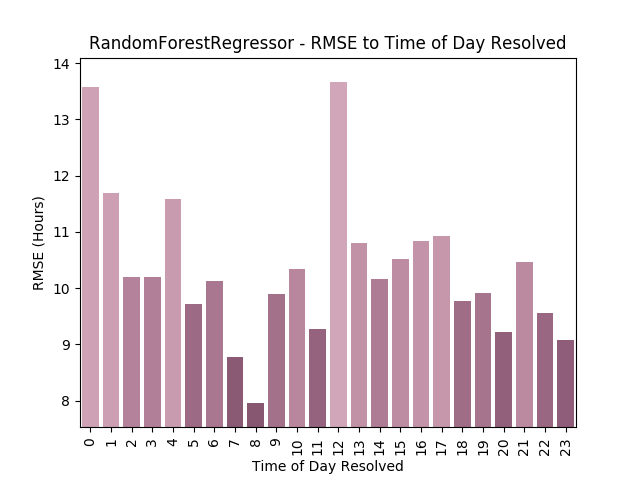 RandomForestRegressor - RMSE to Time of Day Resolved
14
13
12
11
10
9
8
RMSE (Hours)
0 1 2 3 4 5 6 7 8 9 10 11 12 13 14 15 16 17 18 19 20 21 22 23
Time of Day Resolved